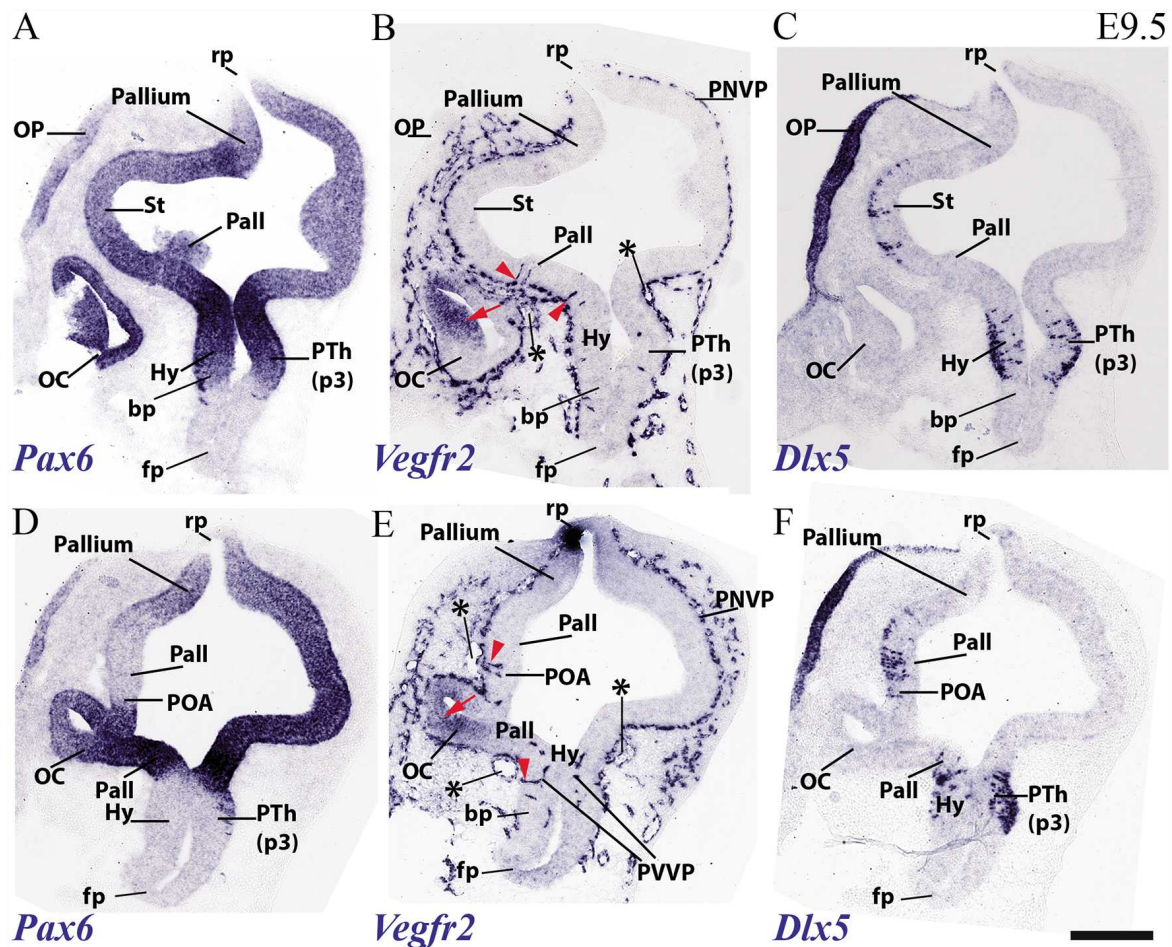 A
rp
Pallium
OP
St
Pall
OC
Hy
bp
PTh
(p3)
fp
Pax6
B
rp
PNVP
Pallium
OP
St
Pall
*
*
Hy
OC
PTh
(p3)
bp
fp
Vegfr2
C
E9.5
rp
Pallium
OP
St
Pall
Hy
PTh
(p3)
OC
bp
fp
Dlx5
D
rp
Pallium
Pall
POA
OC
Pall
Hy
PTh
(p3)
fp
Pax6
E
rp
Pallium
PNVP
*
Pall
POA
*
Pall
OC
Hy
*
bp
fp
PVVP
Vegfr2
F
rp
Pallium
Pall
POA
OC
Pall
Hy
PTh
(p3)
fp
Dlx5